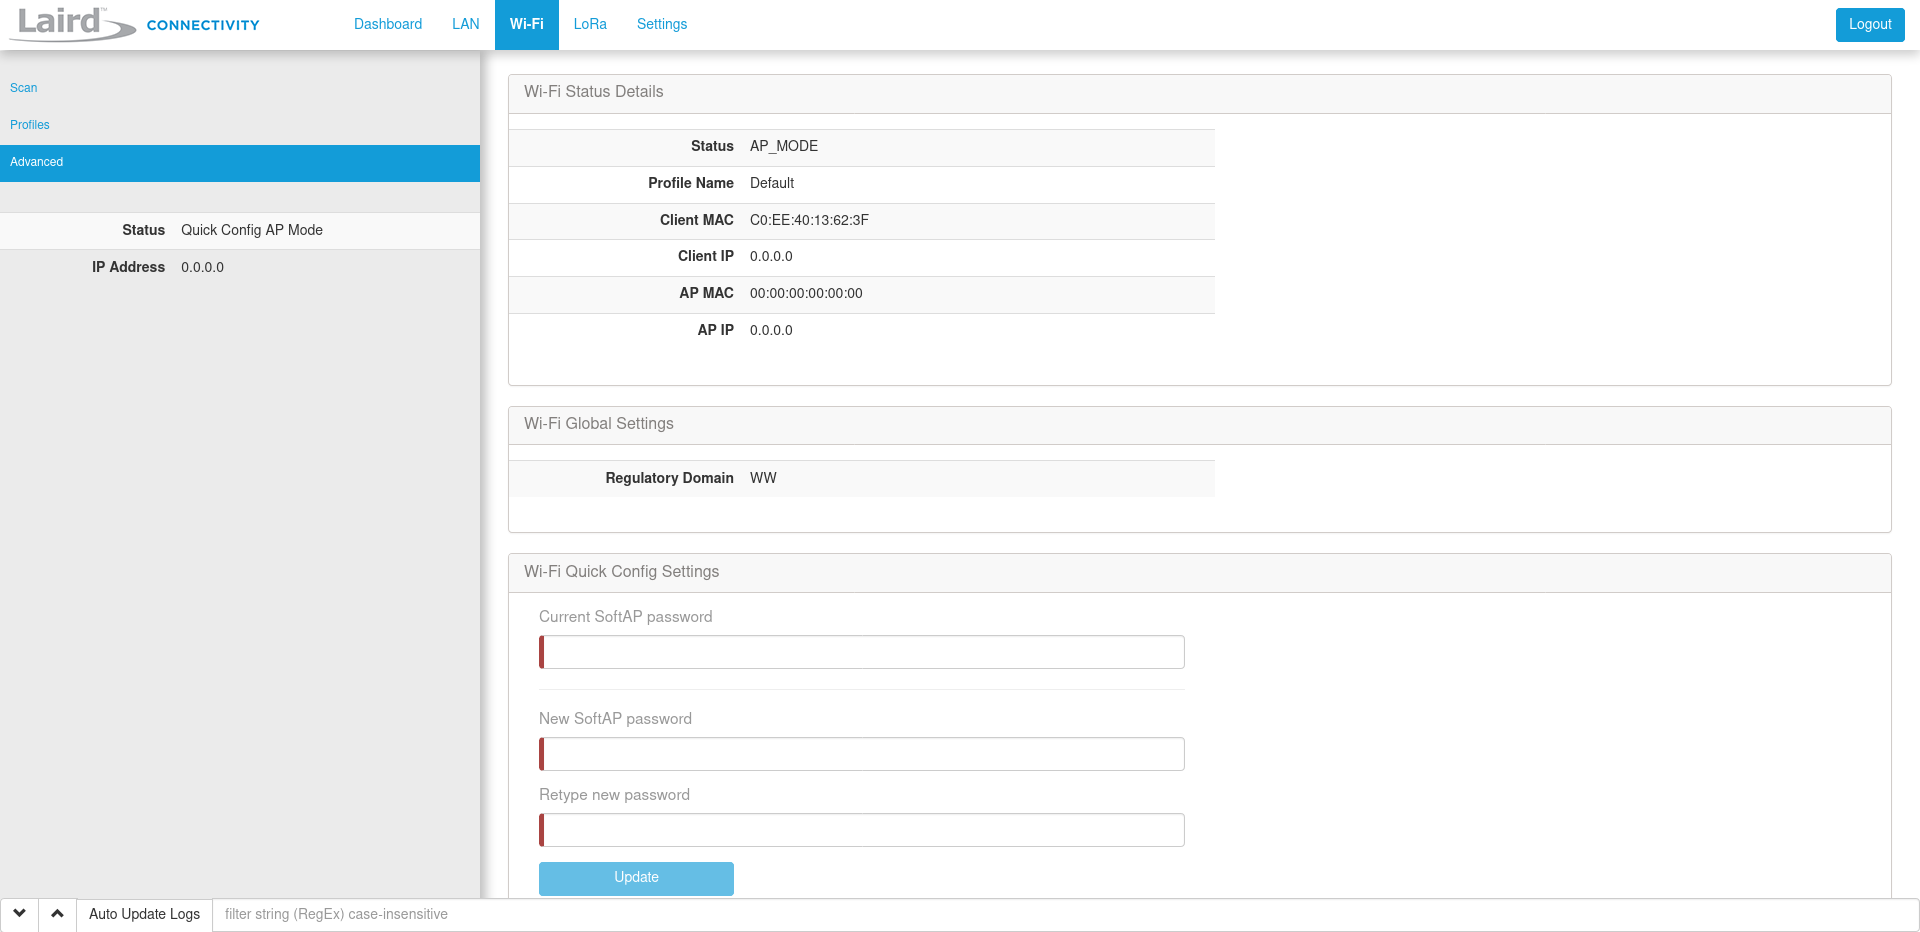 Laird™ CONNECTIVITY
Dashboard LAN Wi-Fi LoRa Settings Logout
Scan
Profiles
Advanced
Status Quick Config AP Mode
IP Address 0.0.0.0
Wi-Fi Status Details
Status AP_MODE
Profile Name Default
Client MAC C0:EE:40:13:62:3F
Client IP 0.0.0.0
AP MAC 00:00:00:00:00:00
AP IP 0.0.0.0
Wi-Fi Global Settings
Regulatory Domain WW
Wi-Fi Quick Config Settings
Current SoftAP password
New SoftAP password
Retype new password
Update
Auto Update Logs filter string (RegEx) case-insensitive